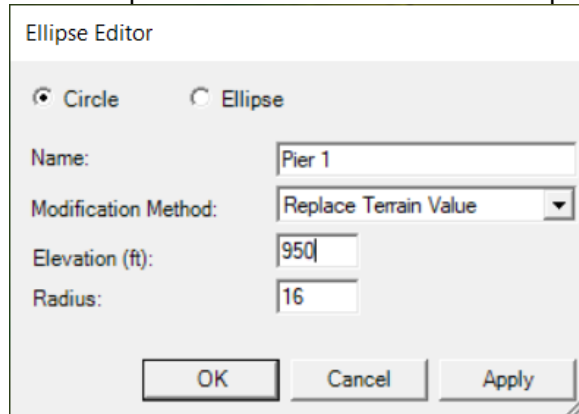 Ellipse Editor
Circle Ellipse
Name: Pier 1
Modification Method: Replace Terrain Value
Elevation (ft): 950
Radius: 16
OK Cancel Apply